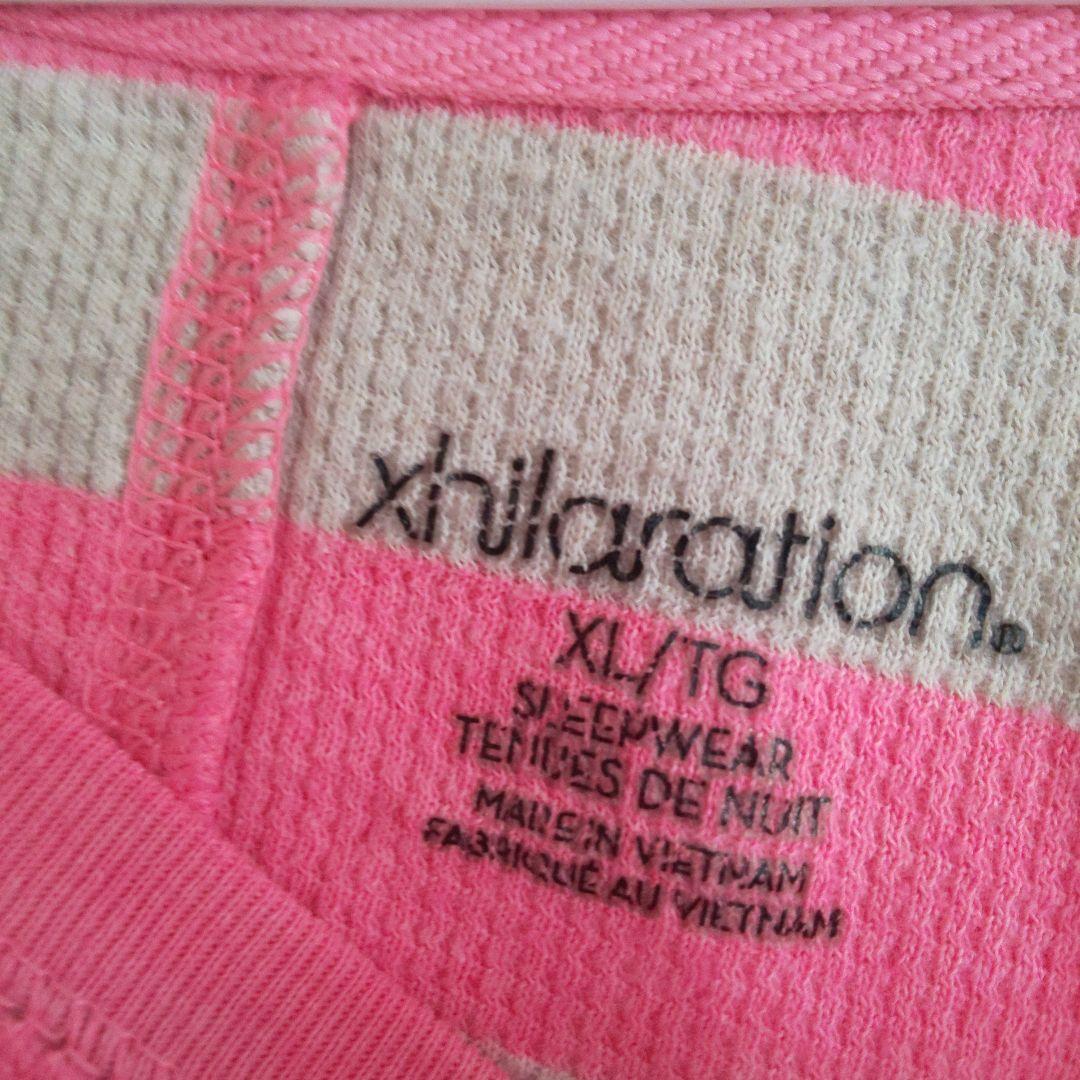 xhilaration®
XL/TG
SLEEPWEAR
TENUES DE NUIT
MADE IN VIETNAM
FABRIQUÉ AU VIETNAM